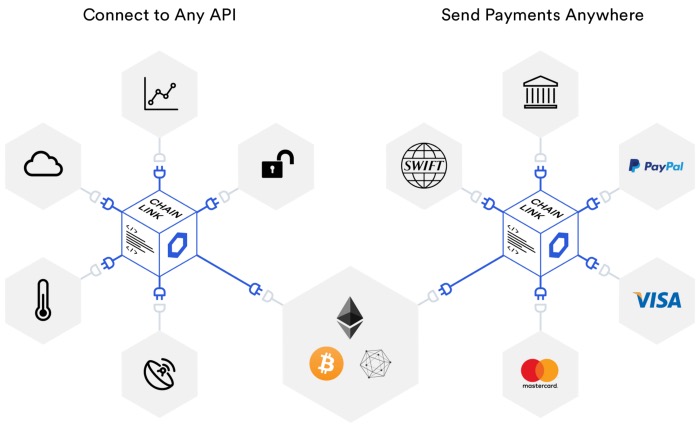 Connect to Any API
Send Payments Anywhere
SWIFT
PayPal
CHAIN
LINK
</>
</>
CHAIN
LINK
</>
</>
VISA
mastercard.